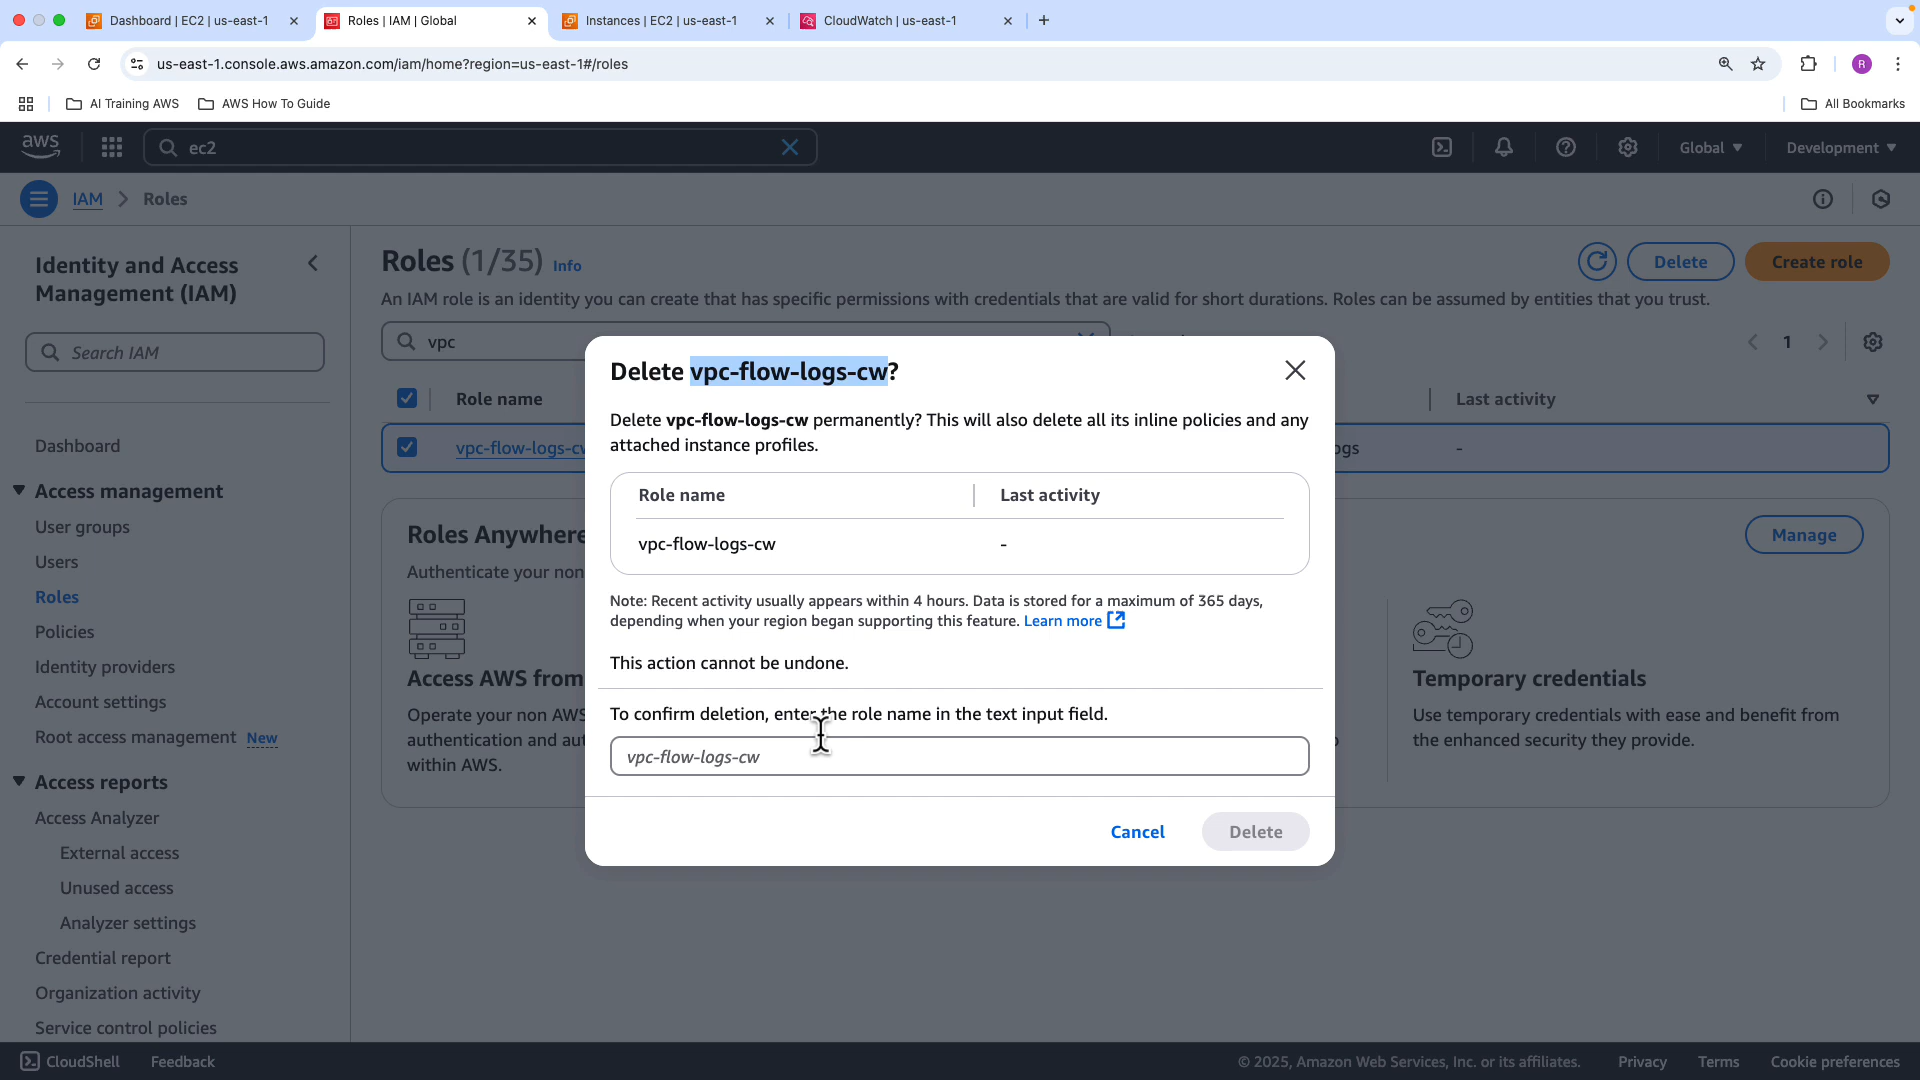 Dashboard | EC2 | us-east-1
Roles | IAM | Global
Instances | EC2 | us-east-1
CloudWatch | us-east-1
us-east-1.console.aws.amazon.com/iam/home?region=us-east-1#/roles
R
AI Training AWS
AWS How To Guide
All Bookmarks
aws
ec2
Global
Development
IAM
Roles
Identity and Access
Management (IAM)
Search IAM
Dashboard
Access management
User groups
Users
Roles
Policies
Identity providers
Account settings
Root access management New
Access reports
Access Analyzer
External access
Unused access
Analyzer settings
Credential report
Organization activity
Service control policies
Roles (1/35) Info
Delete
Create role
An IAM role is an identity you can create that has specific permissions with credentials that are valid for short durations. Roles can be assumed by entities that you trust.
vpc
1
Role name
Last activity
vpc-flow-logs-cw
ogs
-
Roles Anywhere
Manage
Authenticate your non
Access AWS from
Operate your non AWS
authentication and
within AWS.
Temporary credentials
Use temporary credentials with ease and benefit from
the enhanced security they provide.
Delete vpc-flow-logs-cw?
Delete vpc-flow-logs-cw permanently? This will also delete all its inline policies and any
attached instance profiles.
Role name
Last activity
vpc-flow-logs-cw
-
Note: Recent activity usually appears within 4 hours. Data is stored for a maximum of 365 days,
depending when your region began supporting this feature. Learn more
This action cannot be undone.
To confirm deletion, enter the role name in the text input field.
vpc-flow-logs-cw
Cancel
Delete
CloudShell
Feedback
© 2025, Amazon Web Services, Inc. or its affiliates.
Privacy
Terms
Cookie preferences